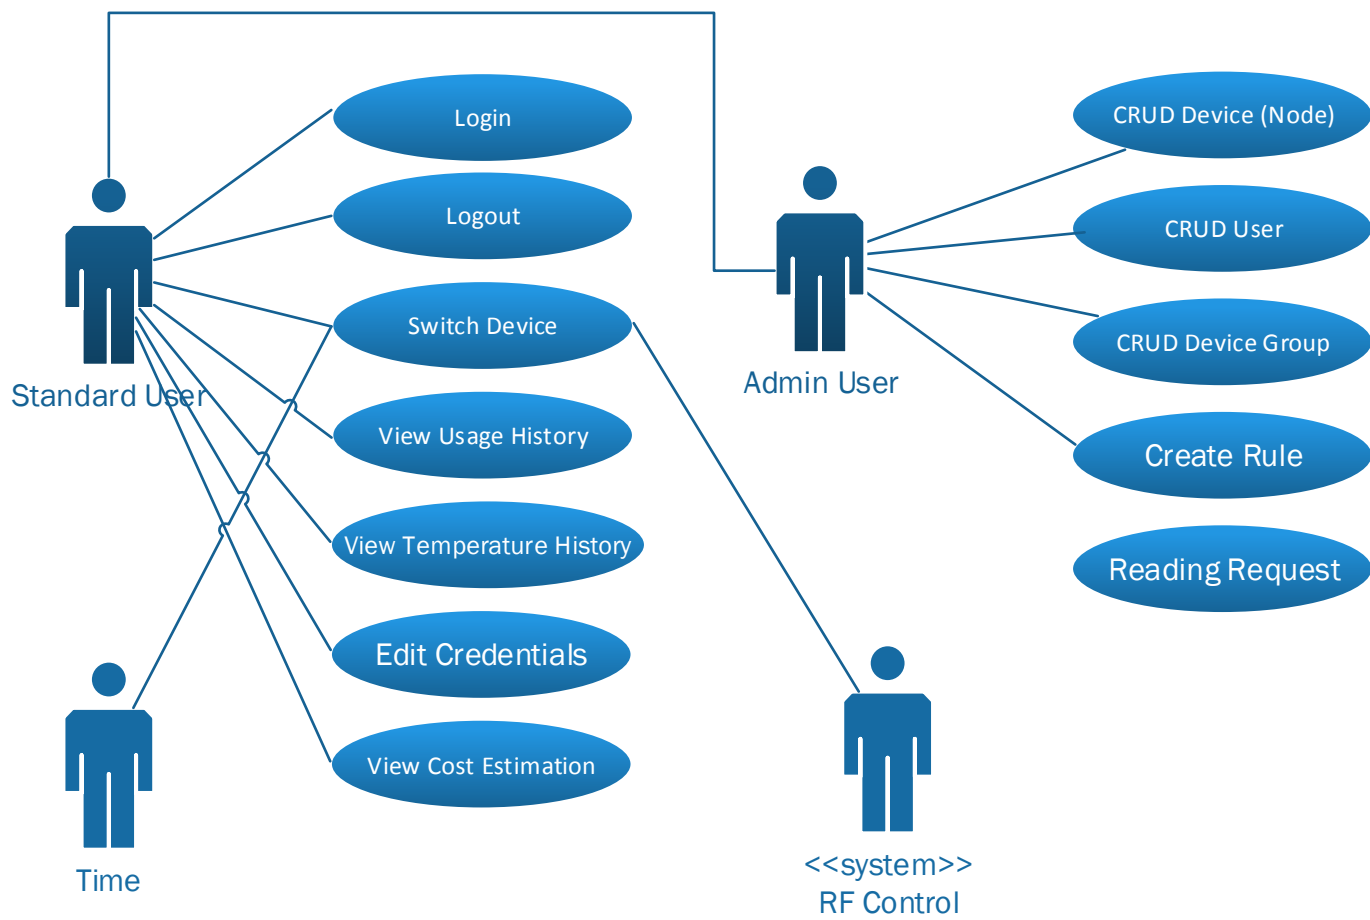 Login
Logout
Switch Device
View Usage History
View Temperature History
Edit Credentials
View Cost Estimation
Standard User
Time
Admin User
CRUD Device (Node)
CRUD User
CRUD Device Group
Create Rule
Reading Request
<<system>>
RF Control